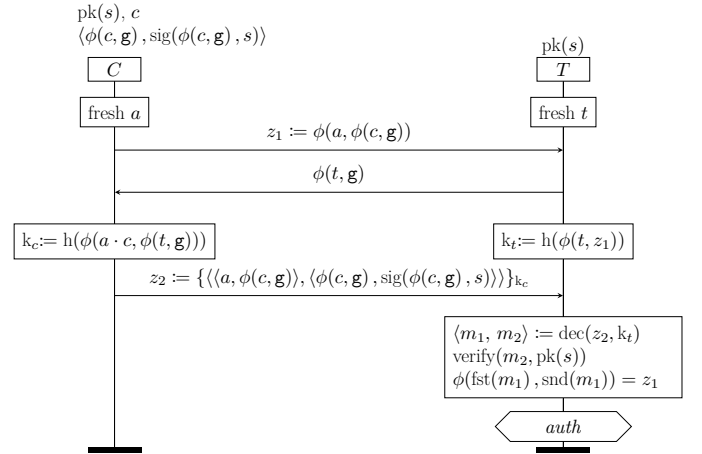 pk(s), c
⟨ϕ(c, g), sig(ϕ(c, g), s)⟩
pk(s)
C
T
fresh a
fresh t
z₁ := ϕ(a, ϕ(c, g))
ϕ(t, g)
k_c := h(ϕ(a · c, ϕ(t, g)))
k_t := h(ϕ(t, z₁))
z₂ := {⟨⟨a, ϕ(c, g)⟩, ⟨ϕ(c, g), sig(ϕ(c, g), s)⟩⟩}_{k_c}
⟨m₁, m₂⟩ := dec(z₂, k_t)
verify(m₂, pk(s))
ϕ(fst(m₁), snd(m₁)) = z₁
auth